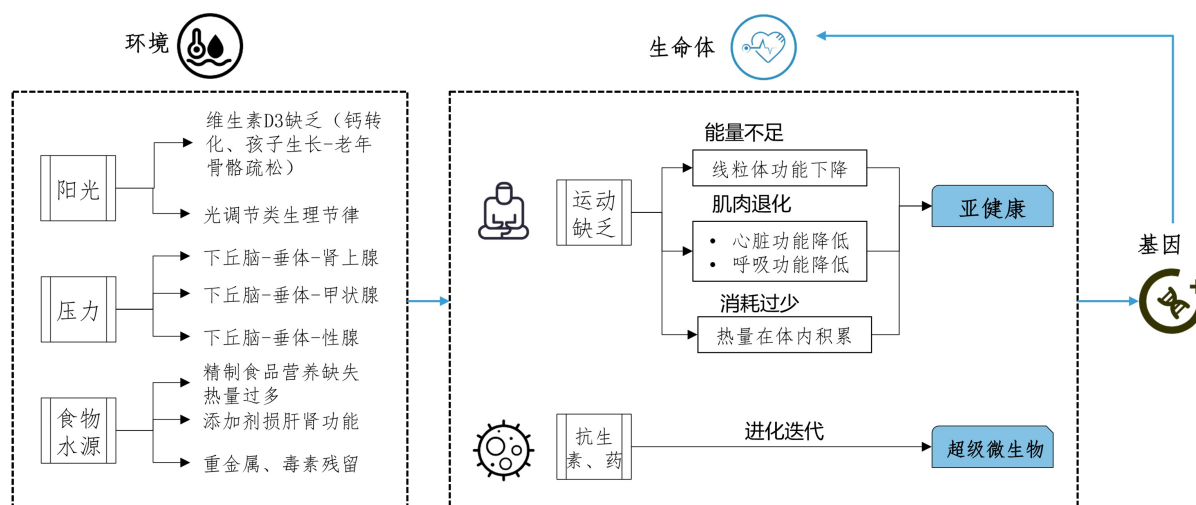 环境
阳光
维生素D3缺乏（钙转
化、孩子生长-老年
骨骼疏松）
光调节类生理节律
压力
下丘脑-垂体-肾上腺
下丘脑-垂体-甲状腺
下丘脑-垂体-性腺
食物
水源
精制食品营养缺失
热量过多
添加剂损肝肾功能
重金属、毒素残留
生命体
运动
缺乏
能量不足
线粒体功能下降
肌肉退化
• 心脏功能降低
• 呼吸功能降低
消耗过少
热量在体内积累
亚健康
抗生
素、药
进化迭代
超级微生物
基因